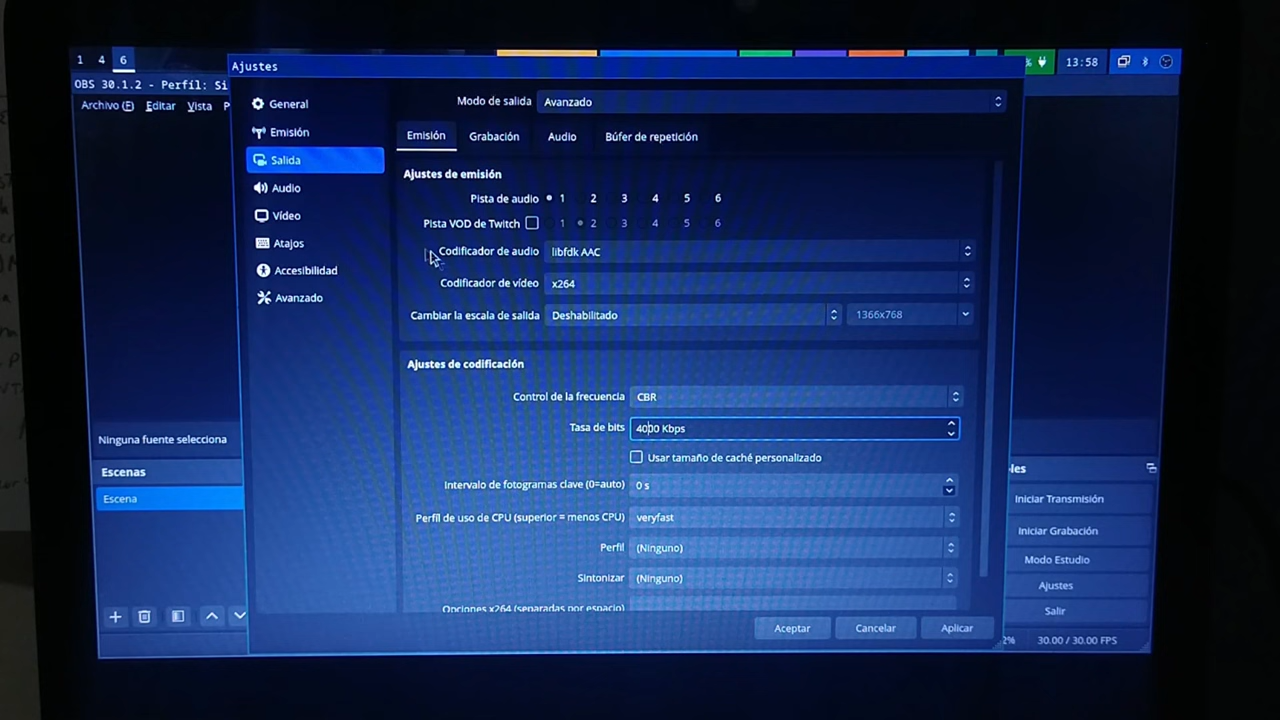 1 4 6
% 13:58
Ajustes
OBS 30.1.2 - Perfil: Si
Archivo (F) Editar Vista P
General
Emisión
Salida
Audio
Vídeo
Atajos
Accesibilidad
Avanzado
Modo de salida Avanzado
Emisión Grabación Audio Búfer de repetición
Ajustes de emisión
Pista de audio 1 2 3 4 5 6
Pista VOD de Twitch 1 2 3 4 5 6
Codificador de audio libfdk AAC
Codificador de vídeo x264
Cambiar la escala de salida Deshabilitado 1366x768
Ajustes de codificación
Control de la frecuencia CBR
Tasa de bits 4000 Kbps
Usar tamaño de caché personalizado
Intervalo de fotogramas clave (0=auto) 0 s
Perfil de uso de CPU (superior = menos CPU) veryfast
Perfil (Ninguno)
Sintonizar (Ninguno)
Opciones x264 (separadas por espacio)
Aceptar Cancelar Aplicar
Ninguna fuente selecciona
Escenas
Escena
les
Iniciar Transmisión
Iniciar Grabación
Modo Estudio
Ajustes
Salir
2% 30.00 / 30.00 FPS